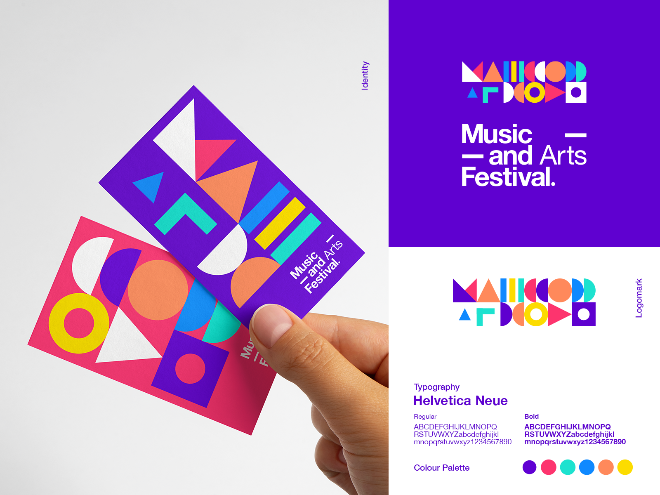 Identity
Music
and Arts
Festival.
Music —
— and Arts
Festival.
Logomark
Typography
Helvetica Neue
Regular
ABCDEFGHIJKLMNOPQ
RSTUVWXYZabcdefghijkl
mnopqrstuvwxyz1234567890
Bold
ABCDEFGHIJKLMNOPQ
RSTUVWXYZabcdfghijkl
mnopqrstuvwxyz1234567890
Colour Palette